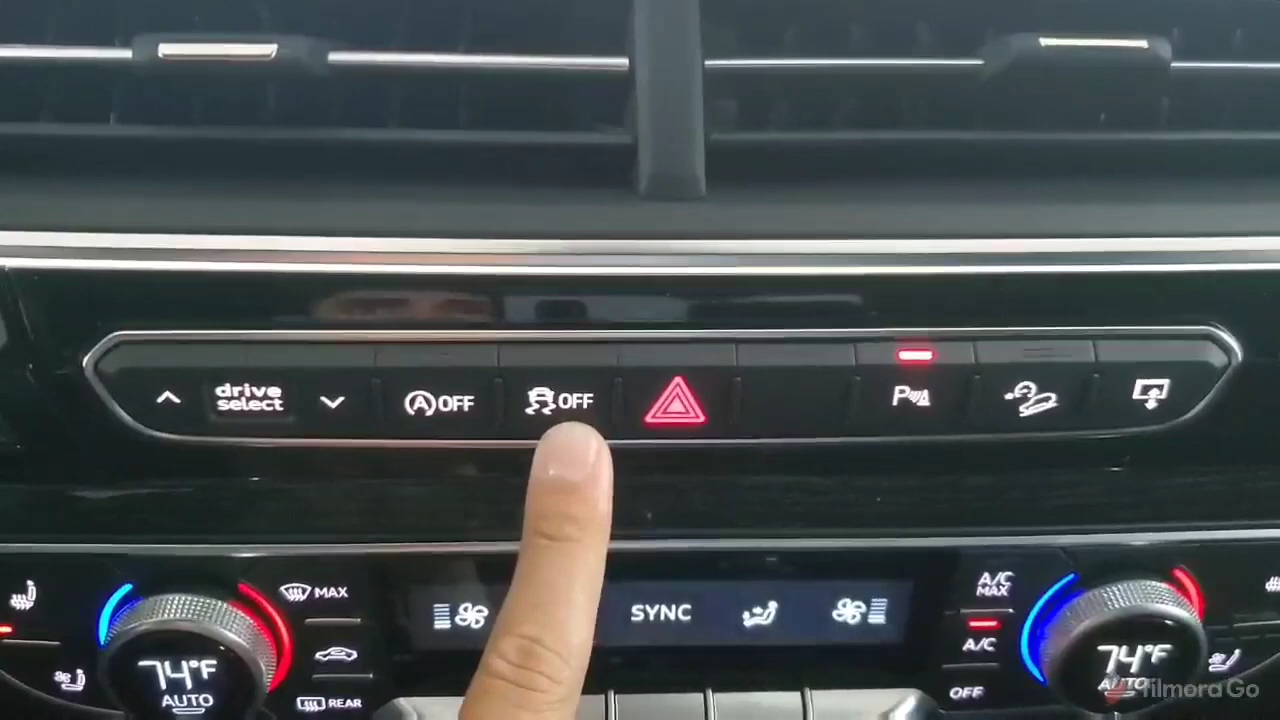 drive
select
A OFF
OFF
P
MAX
SYNC
A/C
MAX
A/C
OFF
74°F
AUTO
REAR
74°F
AUTO
filmora Go